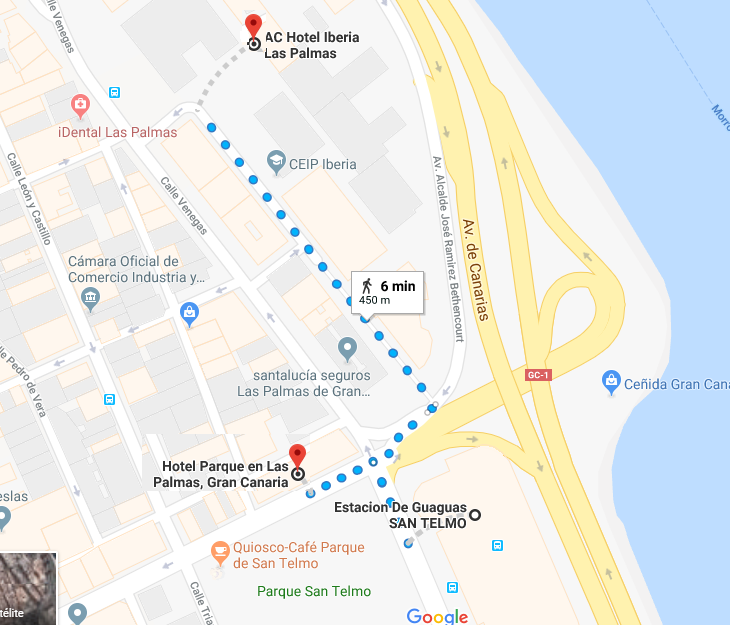 Calle Venegas
AC Hotel Iberia
Las Palmas
iDental Las Palmas
Calle León y Castillo
CEIP Iberia
Calle Venegas
Av. Alcalde José Ramírez Bethencourt
Av. de Canarias
Cámara Oficial de
Comercio Industria y...
6 min
450 m
santalucía seguros
Las Palmas de Gran...
GC-1
Ceñida Gran Cana
Pedro de Vera
Hotel Parque en Las
Palmas, Gran Canaria
Estacion De Guaguas
SAN TELMO
Quiosco-Café Parque
de San Telmo
Parque San Telmo
Calle Tria
Google
télite